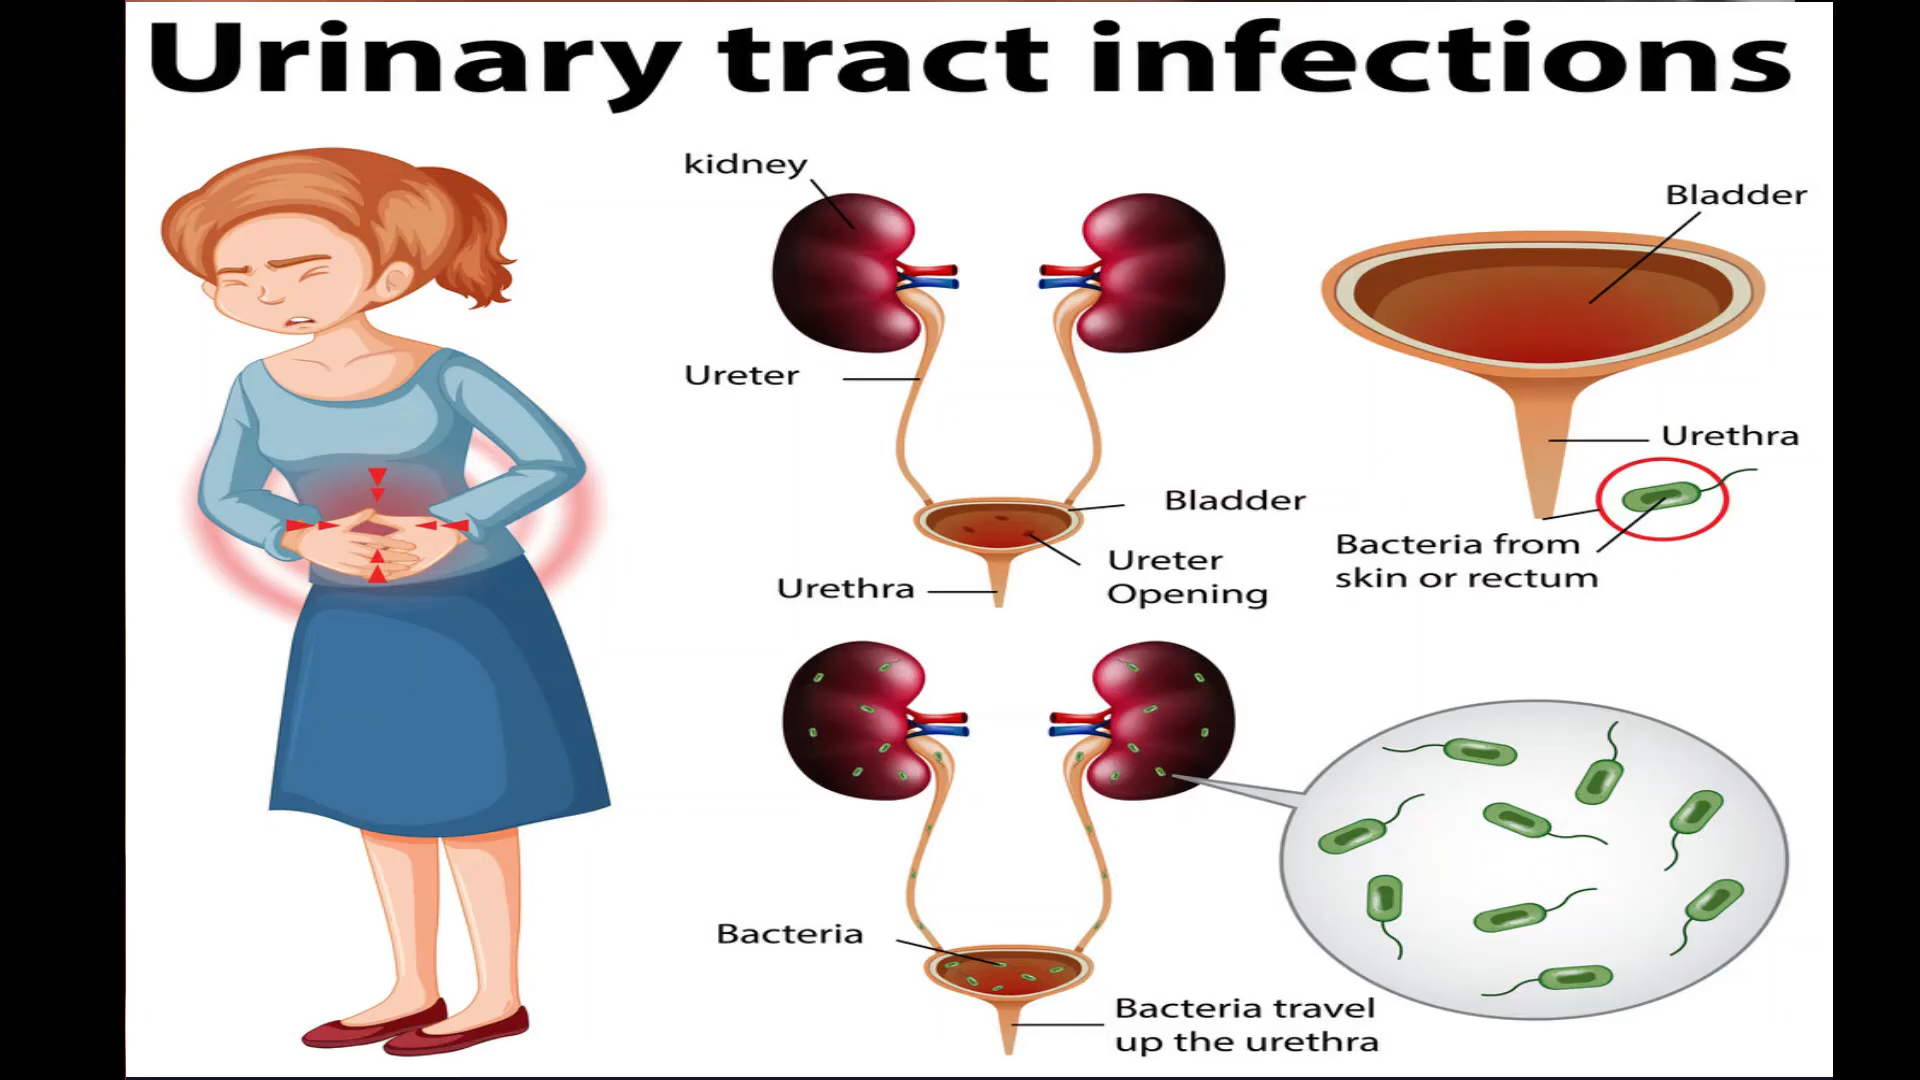 Urinary tract infections
kidney
Bladder
Ureter
Urethra
Bladder
Ureter
Opening
Urethra
Bacteria from
skin or rectum
Bacteria
Bacteria travel
up the urethra